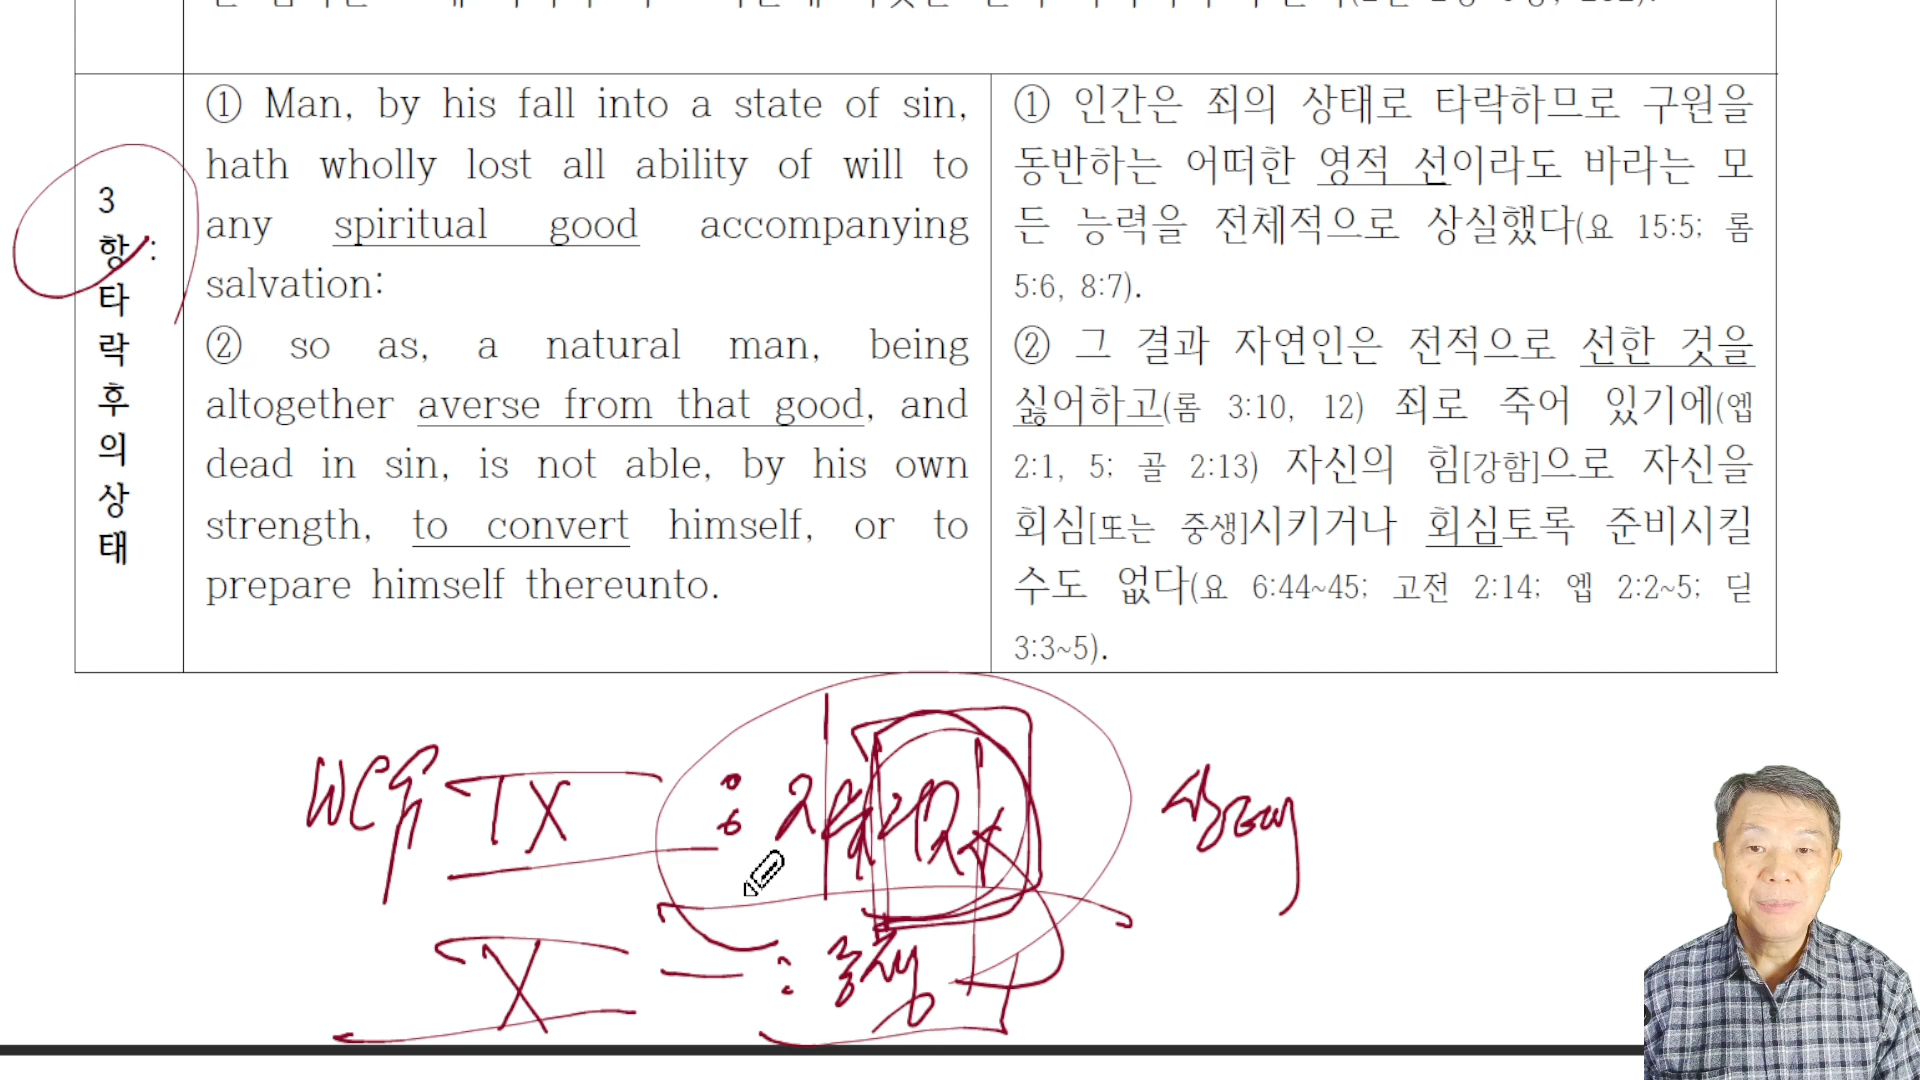 3
항:
타
락
후
의
상
태
① Man, by his fall into a state of sin,
hath wholly lost all ability of will to
any spiritual good accompanying
salvation:
② so as, a natural man, being
altogether averse from that good, and
dead in sin, is not able, by his own
strength, to convert himself, or to
prepare himself thereunto.
① 인간은 죄의 상태로 타락하므로 구원을
동반하는 어떠한 영적 선이라도 바라는 모
든 능력을 전체적으로 상실했다(요 15:5; 롬
5:6, 8:7).
② 그 결과 자연인은 전적으로 선한 것을
싫어하고(롬 3:10, 12) 죄로 죽어 있기에(엡
2:1, 5; 골 2:13) 자신의 힘[강함]으로 자신을
회심[또는 중생]시키거나 회심토록 준비시킬
수도 없다(요 6:44~45; 고전 2:14; 엡 2:2~5; 딛
3:3~5).
IX
X : 중생